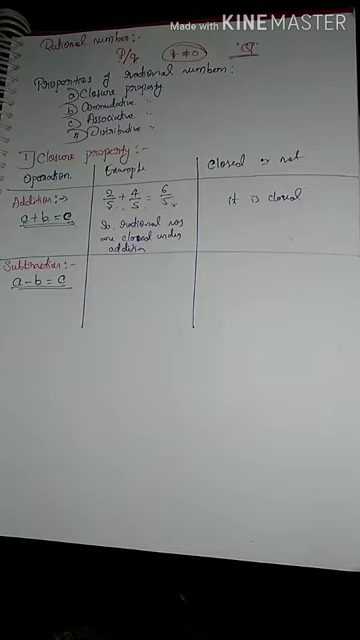 Made with KINEMASTER
Rational number:-
P/q q ≠ 0 'Q'
Properties of rational numbers:
a) Closure property
b) Commutative "
c) Associative "
d) Distributive "
1) Closure property:-
Operation Example Closed or not
Addition:→ 2/5 + 4/5 = 6/5 It is closed
a+b=c So, rational nos
are closed under
addition
Subtraction:-
a-b=c